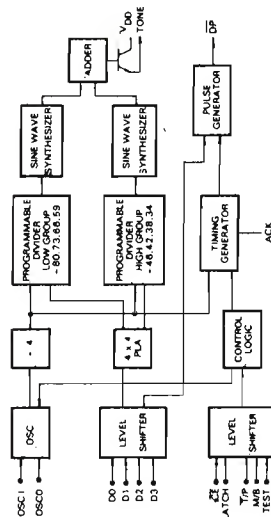 OSCI
OSCO
OSC
÷ 4
PROGRAMMABLE
DIVIDER
LOW GROUP
÷ 80,73,66,59
SINE WAVE
SYNTHESIZER
ADDER
VDD
TONE
D0
D1
D2
D3
LEVEL
SHIFTER
4 x 4
PLA
PROGRAMMABLE
DIVIDER
HIGH GROUP
÷ 46,42,38,34
SINE WAVE
SYNTHESIZER
CE
LATCH
T/P
M/B
TEST
LEVEL
SHIFTER
CONTROL
LOGIC
TIMING
GENERATOR
ACK
PULSE
GENERATOR
DP